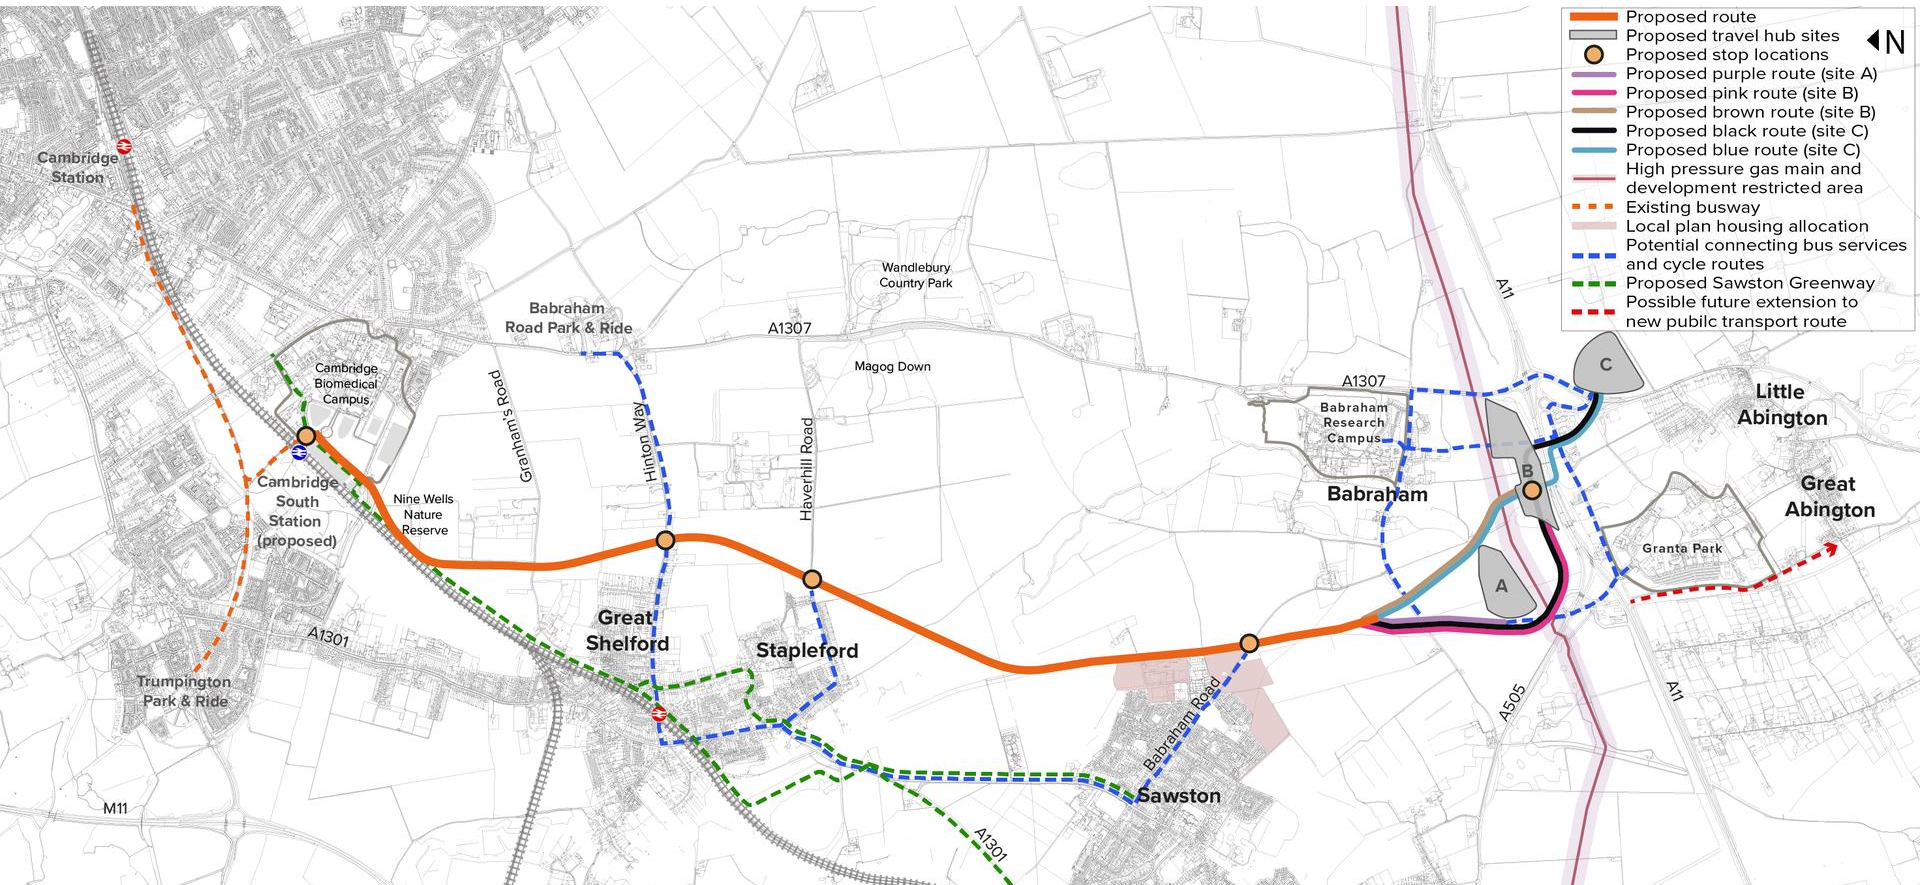 Proposed route
Proposed travel hub sites
Proposed stop locations
Proposed purple route (site A)
Proposed pink route (site B)
Proposed brown route (site B)
Proposed black route (site C)
Proposed blue route (site C)
High pressure gas main and
development restricted area
Existing busway
Local plan housing allocation
Potential connecting bus services
and cycle routes
Proposed Sawston Greenway
Possible future extension to
new pubilc transport route
N
Cambridge
Station
Wandlebury
Country Park
A11
Babraham
Road Park & Ride
A1307
Cambridge
Biomedical
Campus
Magog Down
A1307
C
Little
Abington
Granham's Road
Hinton Way
Haverhill Road
Babraham
Research
Campus
B
Babraham
Great
Abington
Cambridge
South
Station
(proposed)
Nine Wells
Nature
Reserve
Granta Park
A
Great
Shelford
Stapleford
A1301
Trumpington
Park & Ride
Babraham Road
A505
A11
Sawston
M11
A1301